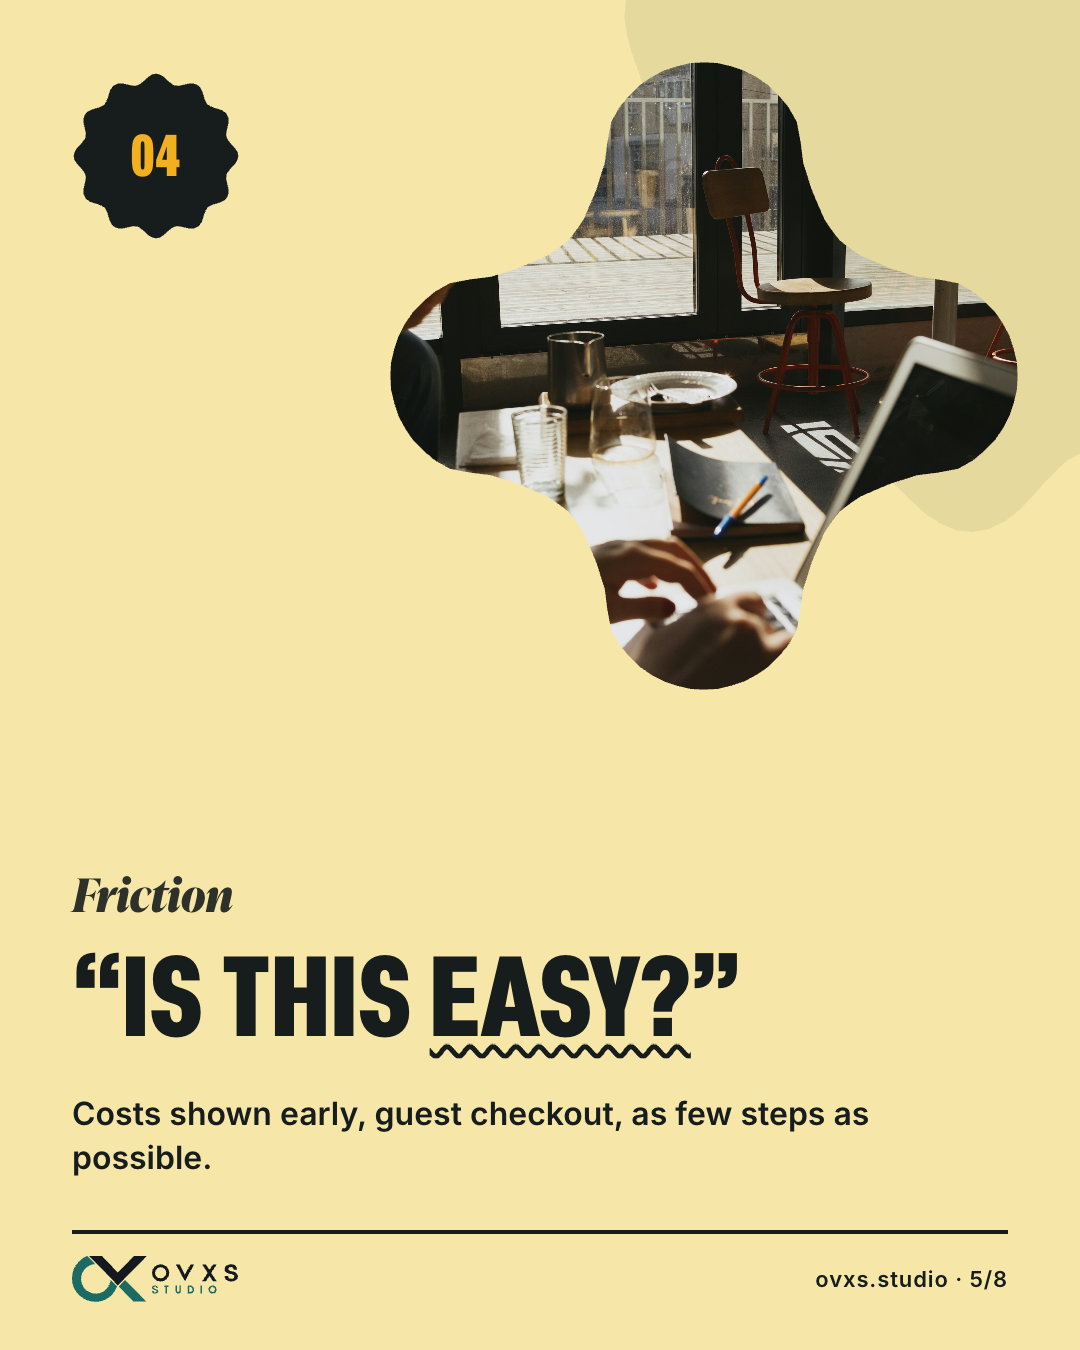 04
Friction
“IS THIS EASY?”
Costs shown early, guest checkout, as few steps as
possible.
OVXS
STUDIO
ovxs.studio · 5/8